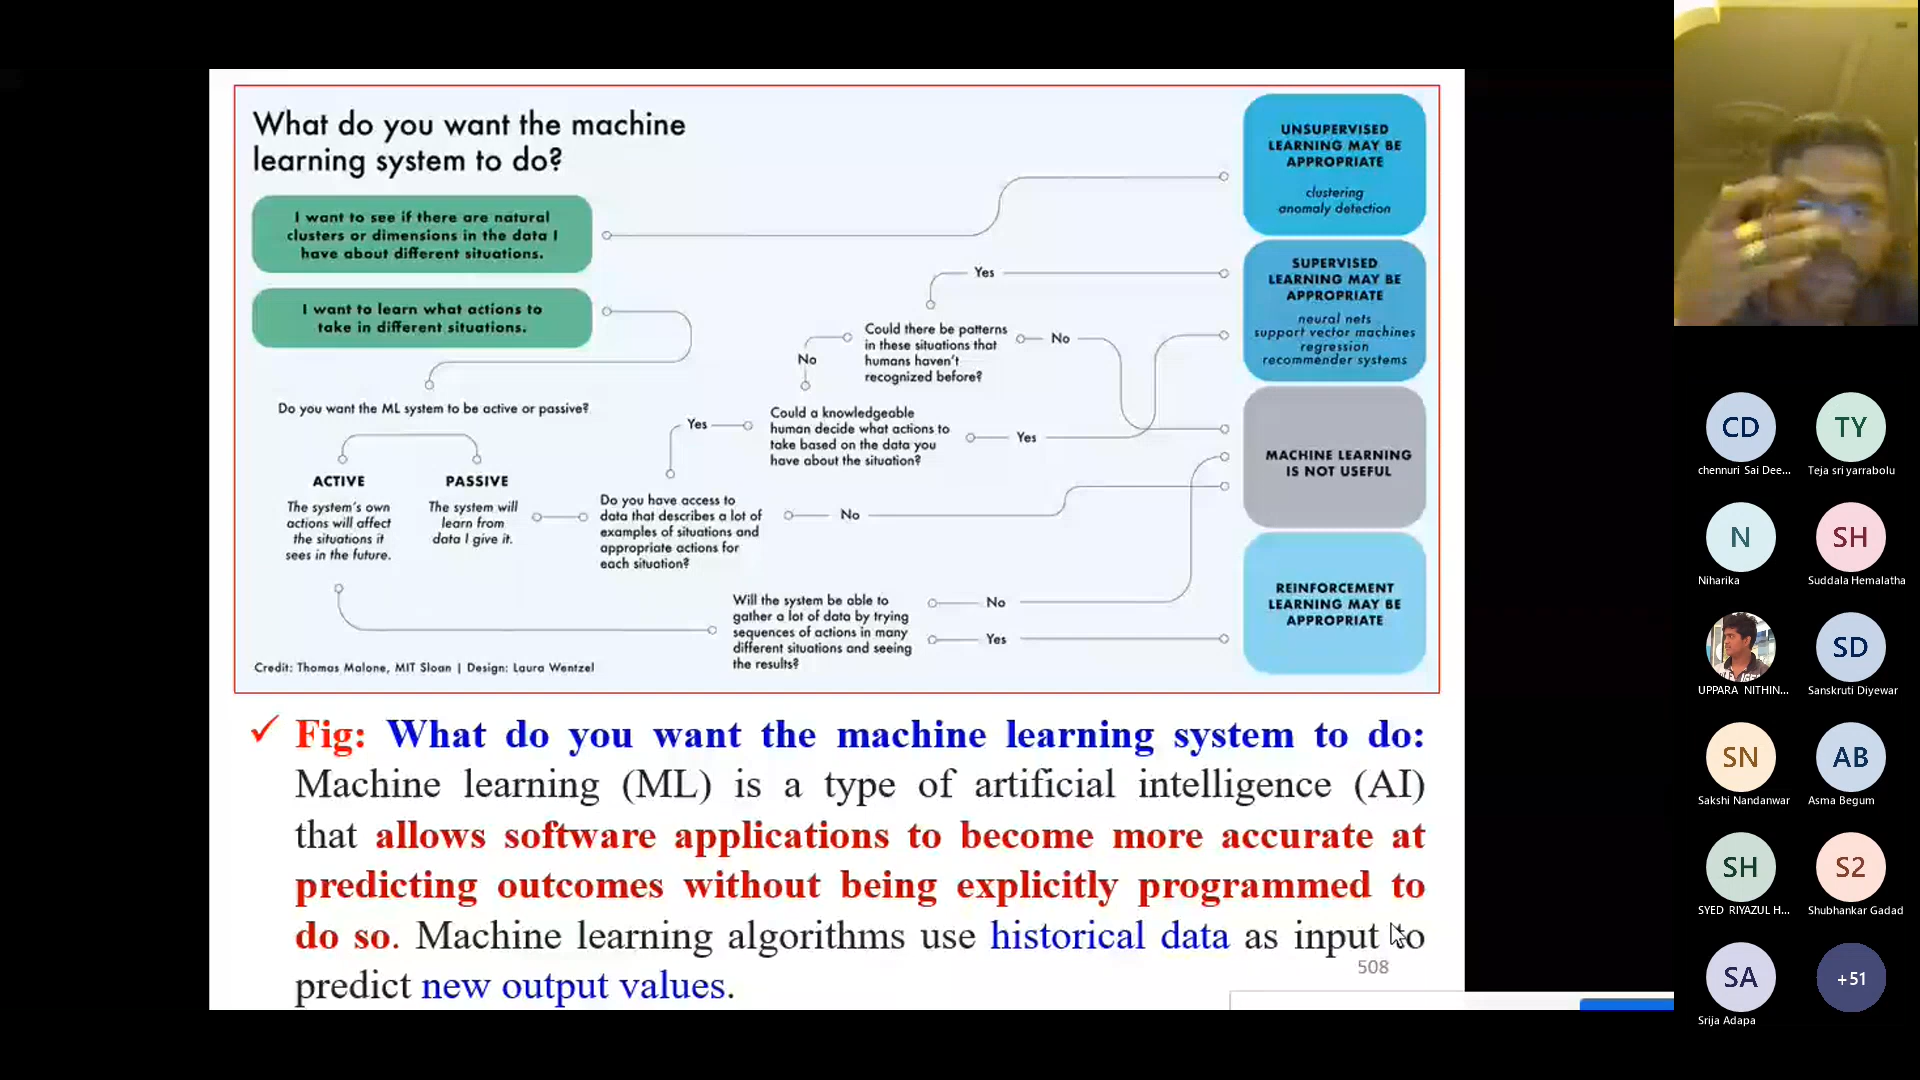 What do you want the machine
learning system to do?
I want to see if there are natural
clusters or dimensions in the data I
have about different situations.
I want to learn what actions to
take in different situations.
Do you want the ML system to be active or passive?
ACTIVE
The system's own
actions will affect
the situations it
sees in the future.
PASSIVE
The system will
learn from
data I give it.
Do you have access to
data that describes a lot of
examples of situations and
appropriate actions for
each situation?
Yes
No
Could a knowledgeable
human decide what actions to
take based on the data you
have about the situation?
No
Yes
Could there be patterns
in these situations that
humans haven't
recognized before?
Yes
No
Will the system be able to
gather a lot of data by trying
sequences of actions in many
different situations and seeing
the results?
No
Yes
UNSUPERVISED
LEARNING MAY BE
APPROPRIATE
clustering
anomaly detection
SUPERVISED
LEARNING MAY BE
APPROPRIATE
neural nets
support vector machines
regression
recommender systems
MACHINE LEARNING
IS NOT USEFUL
REINFORCEMENT
LEARNING MAY BE
APPROPRIATE
Credit: Thomas Malone, MIT Sloan | Design: Laura Wentzel
✓ Fig: What do you want the machine learning system to do:
Machine learning (ML) is a type of artificial intelligence (AI)
that allows software applications to become more accurate at
predicting outcomes without being explicitly programmed to
do so. Machine learning algorithms use historical data as input to
predict new output values.
508
CD
chennuri Sai Dee...
TY
Teja sri yarrabolu
N
Niharika
SH
Suddala Hemalatha
UPPARA NITHIN...
SD
Sanskruti Diyewar
SN
Sakshi Nandanwar
AB
Asma Begum
SH
SYED RIYAZUL H...
S2
Shubhankar Gadad
SA
Srija Adapa
+51